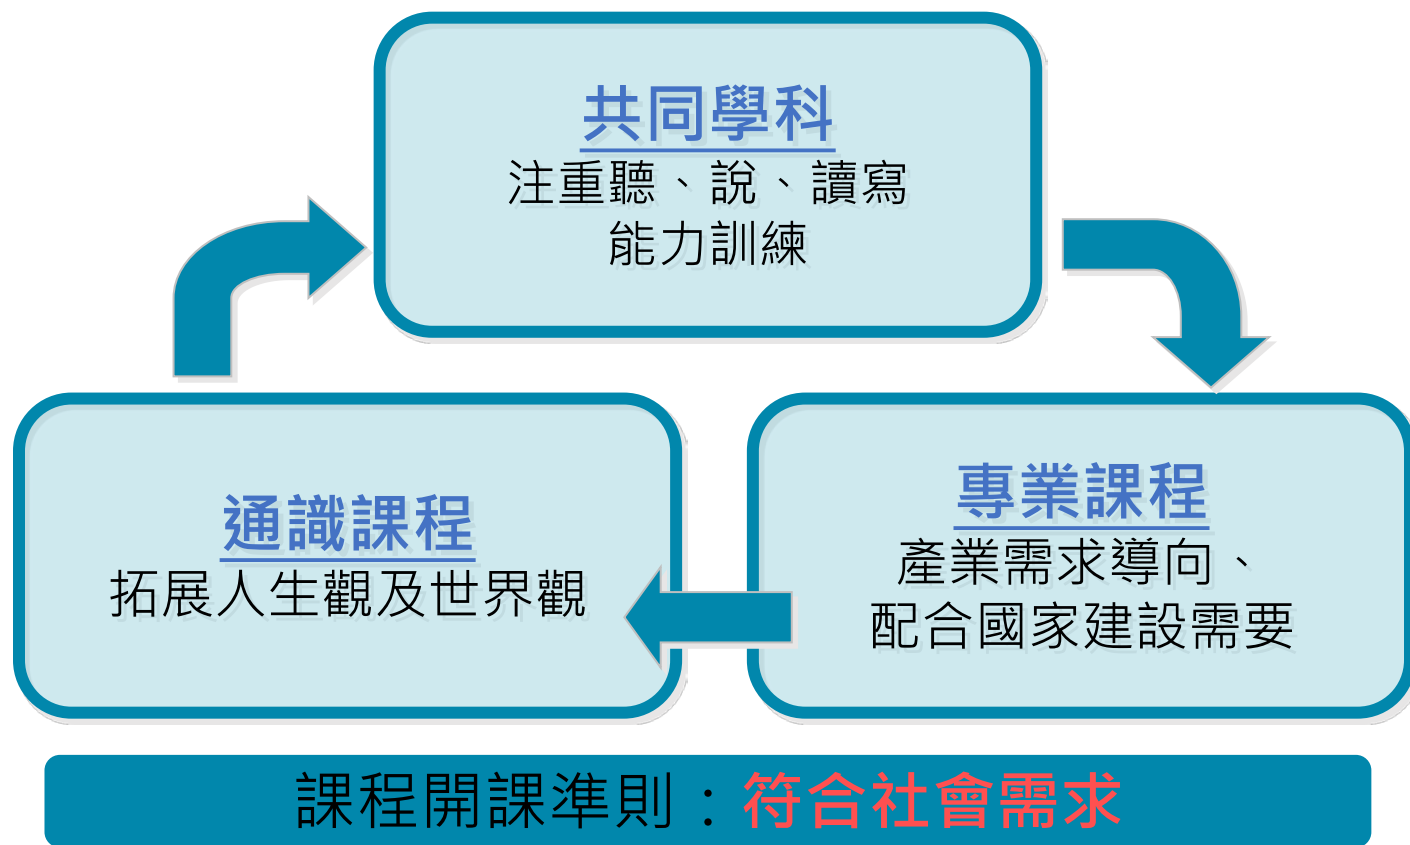 共同學科
注重聽、說、讀寫
能力訓練
通識課程
拓展人生觀及世界觀
專業課程
產業需求導向、
配合國家建設需要
課程開課準則：符合社會需求